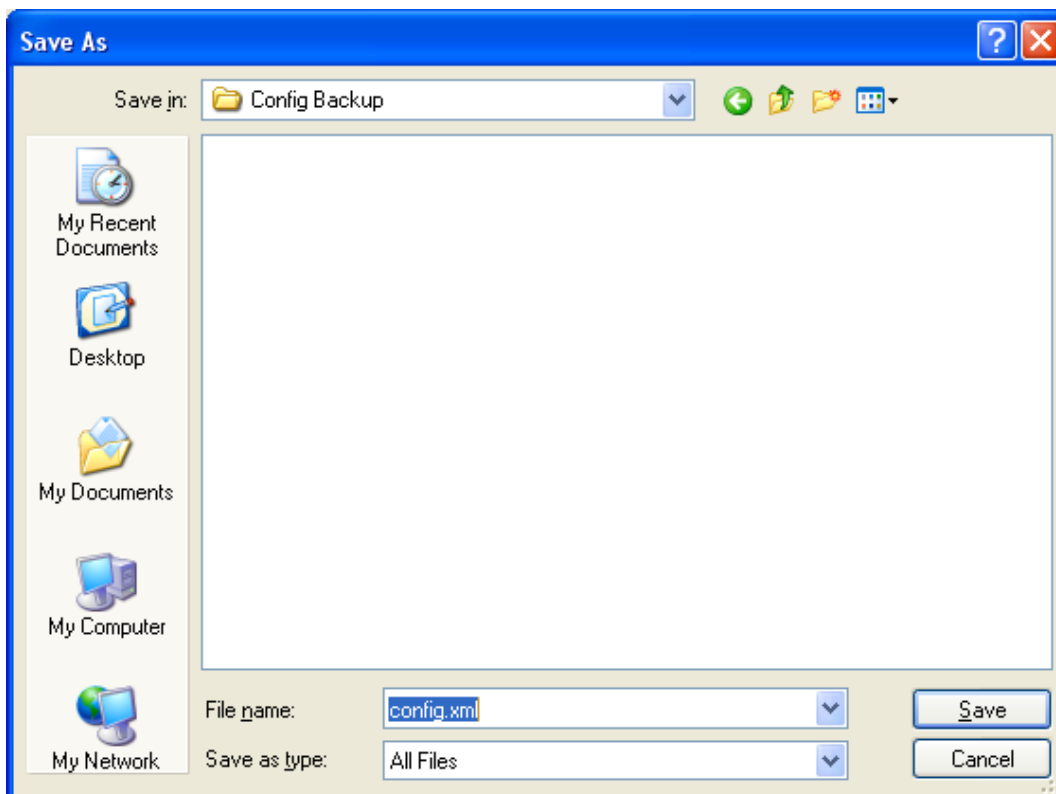 Save As
Save in: Config Backup
My Recent
Documents
Desktop
My Documents
My Computer
My Network
File name: config.xml Save
Save as type: All Files Cancel